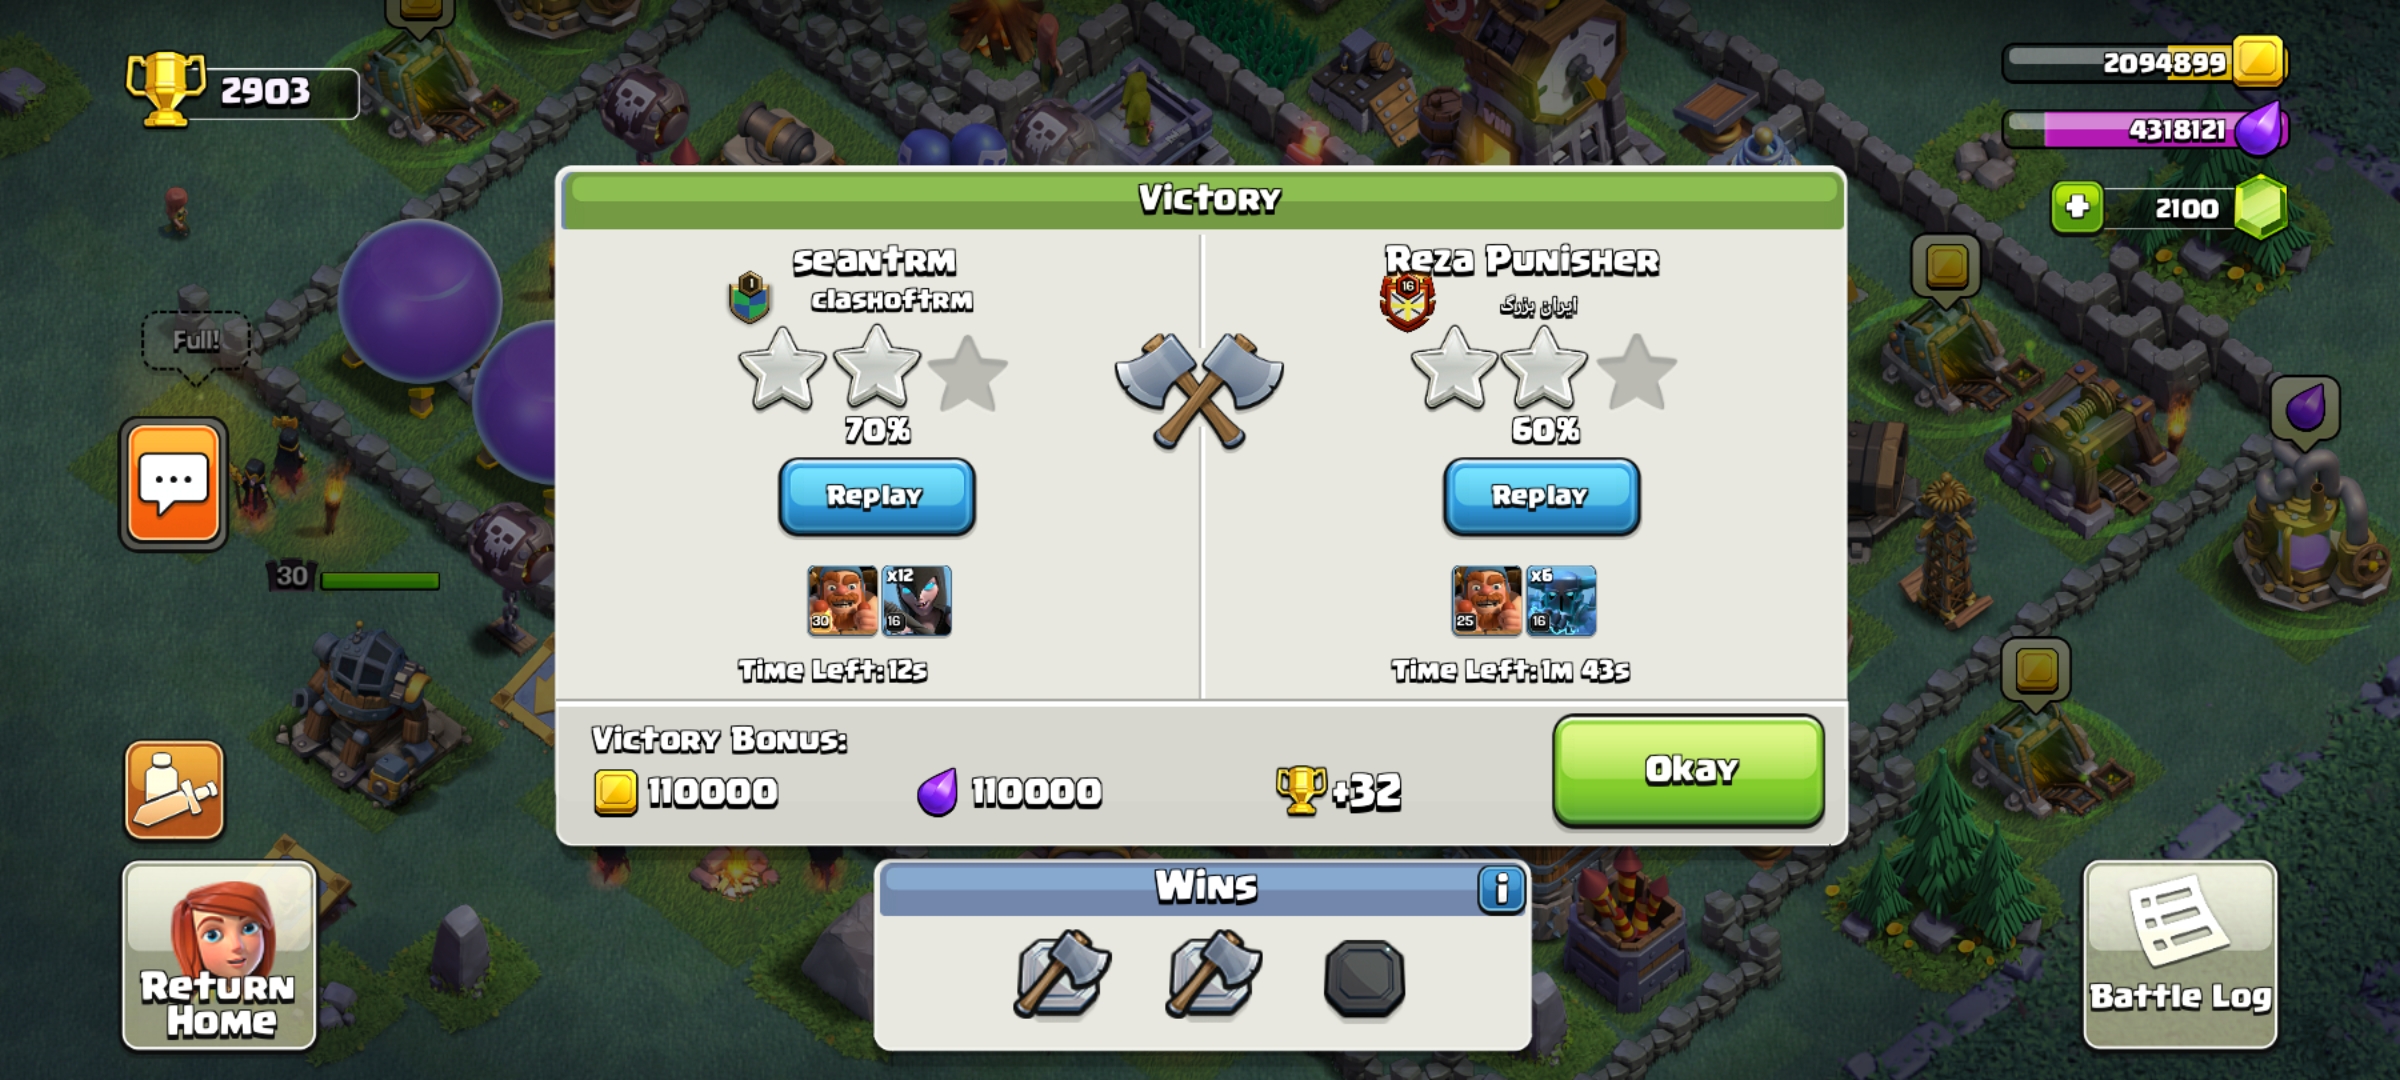 2903
2094899
4318121
2100
Full!
30
Victory
seantrm
clashoftrm
1
70%
Replay
30
x12
16
Time Left: 12s
Reza Punisher
ایران بزرگ
16
60%
Replay
25
x6
16
Time Left: 1m 43s
Victory Bonus:
110000
110000
+32
Okay
Wins
i
Return
Home
Battle Log